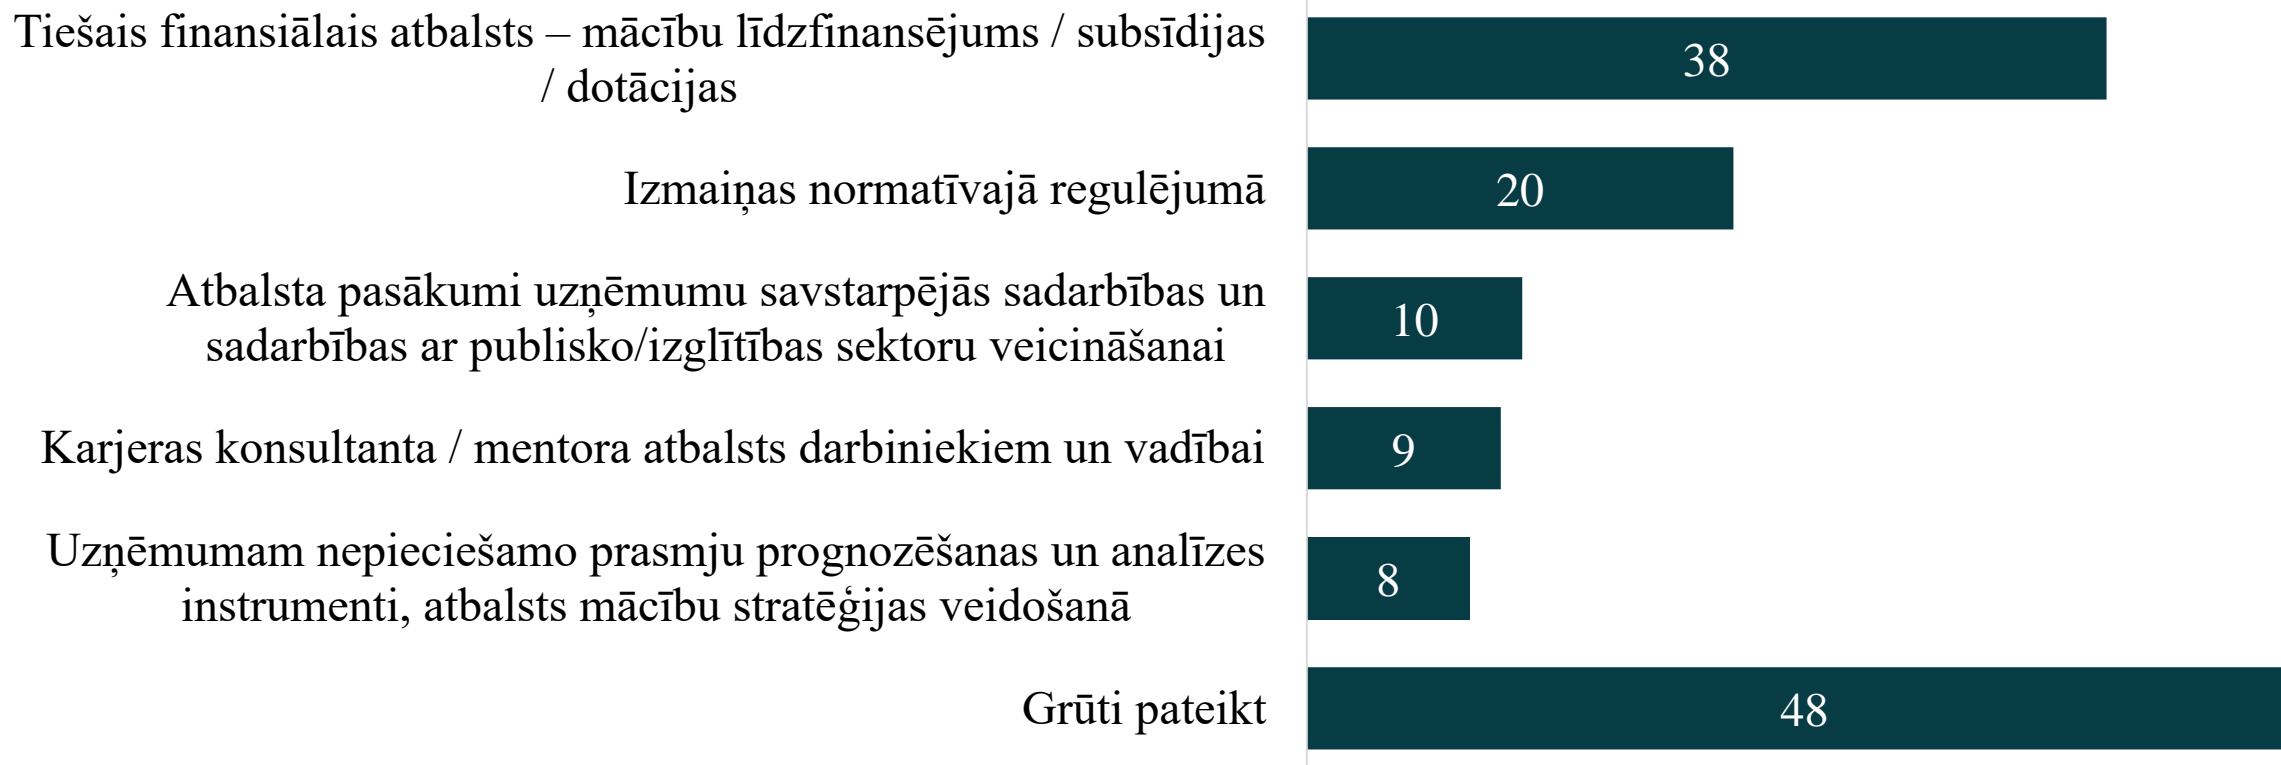 Tiešais finansiālais atbalsts – mācību līdzfinansējums / subsīdijas
/ dotācijas
38
Izmaiņas normatīvajā regulējumā
20
Atbalsta pasākumi uzņēmumu savstarpējās sadarbības un
sadarbības ar publisko/izglītības sektoru veicināšanai
10
Karjeras konsultanta / mentora atbalsts darbiniekiem un vadībai
9
Uzņēmumam nepieciešamo prasmju prognozēšanas un analīzes
instrumenti, atbalsts mācību stratēģijas veidošanā
8
Grūti pateikt
48